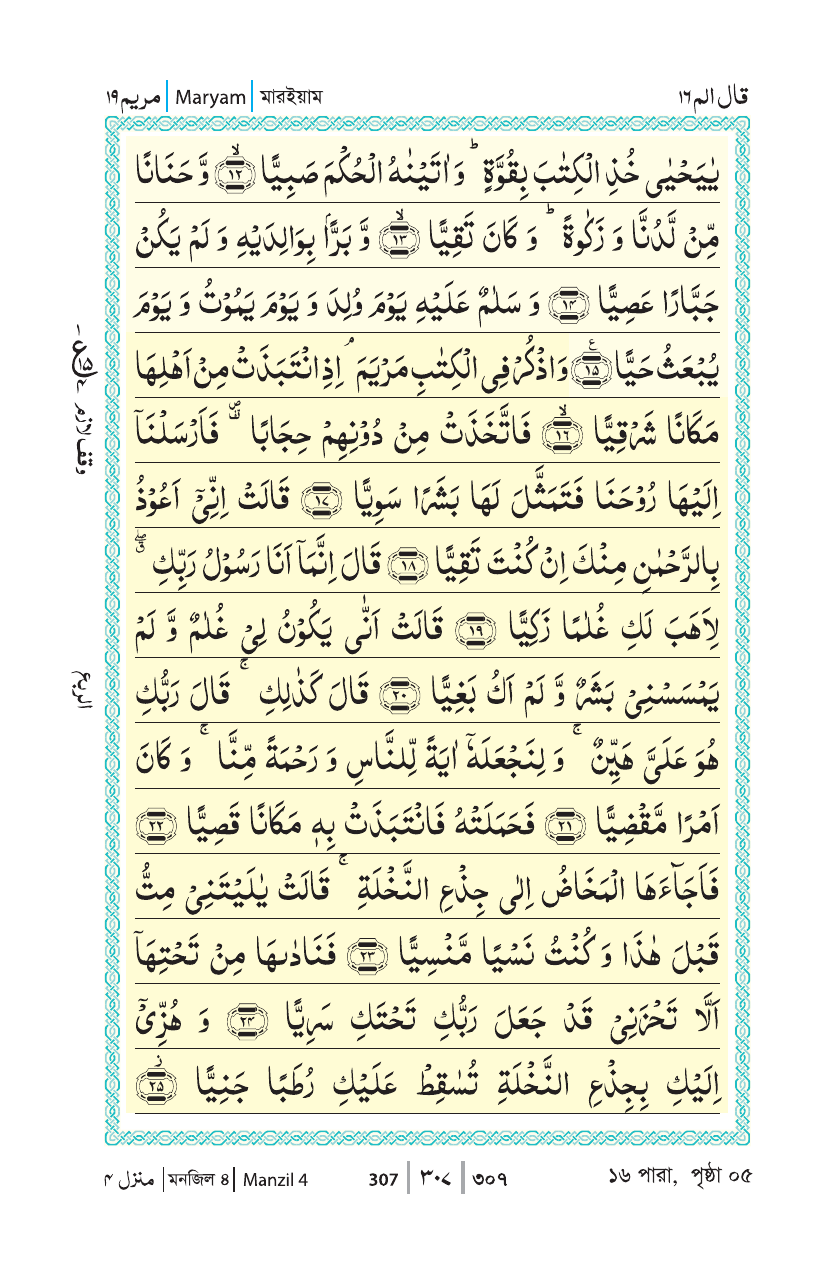 مريم ١٩ | Maryam | মারইয়াম
قال الم ١٦
يٰيَحْيٰى خُذِ الْكِتٰبَ بِقُوَّةٍ ؕ وَ اٰتَيْنٰهُ الْحُكْمَ صَبِيًّا ۙ﴿١٢﴾ وَّ حَنَانًا
مِّنْ لَّدُنَّا وَ زَكٰوةً ؕ وَ كَانَ تَقِيًّا ۙ﴿١٣﴾ وَّ بَرًّۢا بِوَالِدَيْهِ وَ لَمْ يَكُنْ
جَبَّارًا عَصِيًّا ﴿١٤﴾ وَ سَلٰمٌ عَلَيْهِ يَوْمَ وُلِدَ وَ يَوْمَ يَمُوْتُ وَ يَوْمَ
يُبْعَثُ حَيًّا ﴿١٥﴾ ع وَاذْكُرْ فِى الْكِتٰبِ مَرْيَمَ ۘ اِذِ انْتَبَذَتْ مِنْ اَهْلِهَا
مَكَانًا شَرْقِيًّا ۙ﴿١٦﴾ فَاتَّخَذَتْ مِنْ دُوْنِهِمْ حِجَابًا ۪۟ فَاَرْسَلْنَاۤ
اِلَيْهَا رُوْحَنَا فَتَمَثَّلَ لَهَا بَشَرًا سَوِيًّا ﴿١٧﴾ قَالَتْ اِنِّىْۤ اَعُوْذُ
بِالرَّحْمٰنِ مِنْكَ اِنْ كُنْتَ تَقِيًّا ﴿١٨﴾ قَالَ اِنَّمَاۤ اَنَا رَسُوْلُ رَبِّكِ ۖۗ
لِاَهَبَ لَكِ غُلٰمًا زَكِيًّا ﴿١٩﴾ قَالَتْ اَنّٰى يَكُوْنُ لِىْ غُلٰمٌ وَّ لَمْ
يَمْسَسْنِىْ بَشَرٌ وَّ لَمْ اَكُ بَغِيًّا ﴿٢٠﴾ قَالَ كَذٰلِكِ ۚ قَالَ رَبُّكِ
هُوَ عَلَىَّ هَيِّنٌ ۚ وَ لِنَجْعَلَهٗۤ اٰيَةً لِّلنَّاسِ وَ رَحْمَةً مِّنَّا ۚ وَ كَانَ
اَمْرًا مَّقْضِيًّا ﴿٢١﴾ فَحَمَلَتْهُ فَانْتَبَذَتْ بِهٖ مَكَانًا قَصِيًّا ﴿٢٢﴾
فَاَجَآءَهَا الْمَخَاضُ اِلٰى جِذْعِ النَّخْلَةِ ۚ قَالَتْ يٰلَيْتَنِىْ مِتُّ
قَبْلَ هٰذَا وَ كُنْتُ نَسْيًا مَّنْسِيًّا ﴿٢٣﴾ فَنَادٰىهَا مِنْ تَحْتِهَاۤ
اَلَّا تَحْزَنِىْ قَدْ جَعَلَ رَبُّكِ تَحْتَكِ سَرِيًّا ﴿٢٤﴾ وَ هُزِّىْۤ
اِلَيْكِ بِجِذْعِ النَّخْلَةِ تُسٰقِطْ عَلَيْكِ رُطَبًا جَنِيًّا ؗ﴿٢٥﴾
وقف لازم
الربع
منزل ٤ | মনজিল ৪ | Manzil 4
307 | ٣٠٧ | ৩০৭
১৬ পারা, পৃষ্ঠা ০৫